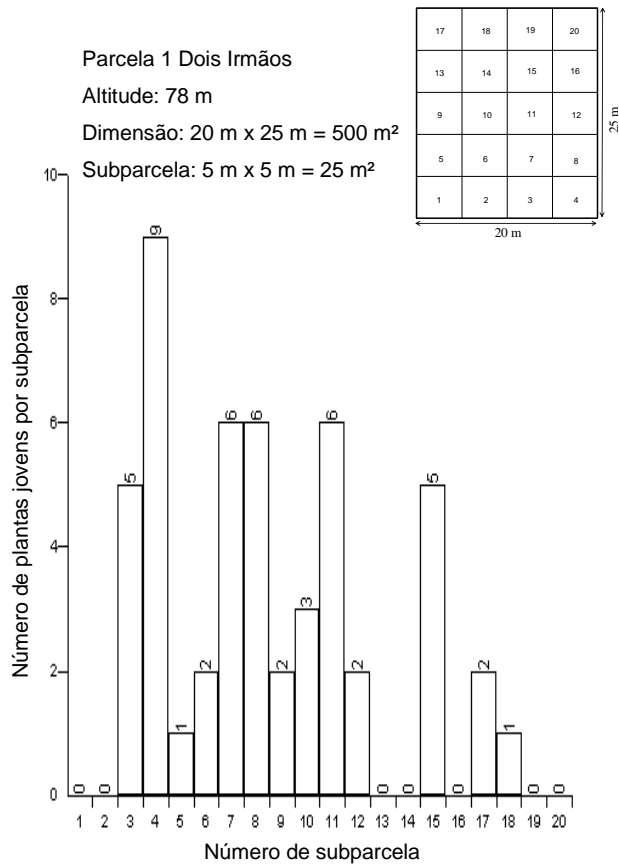 Parcela 1 Dois Irmãos
Altitude: 78 m
Dimensão: 20 m x 25 m = 500 m²
Subparcela: 5 m x 5 m = 25 m²
17 18 19 20
13 14 15 16
9 10 11 12
5 6 7 8
1 2 3 4
25 m
20 m
Número de plantas jovens por subparcela
10
8
6
4
2
0
0 0 5 9 1 2 6 6 2 3 6 2 0 0 5 0 2 1 0 0
1 2 3 4 5 6 7 8 9 10 11 12 13 14 15 16 17 18 19 20
Número de subparcela